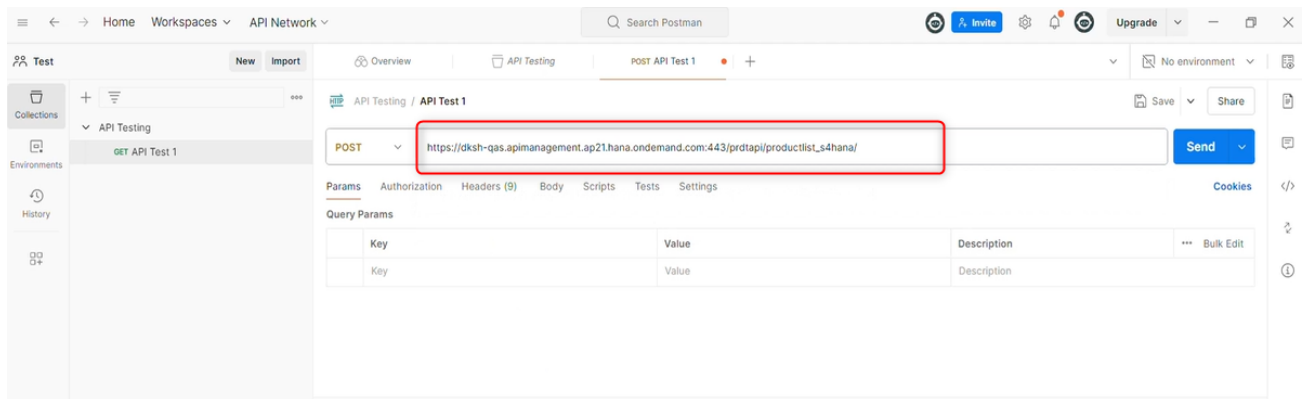 Home Workspaces API Network Search Postman Invite Upgrade
Test New Import Overview API Testing POST API Test 1 No environment
Collections API Testing / API Test 1 Save Share
API Testing
GET API Test 1
Environments
History
HTTP
POST https://dksh-qas.apimanagement.ap21.hana.ondemand.com:443/prdtapi/productlist_s4hana/ Send
Params Authorization Headers (9) Body Scripts Tests Settings Cookies
Query Params
Key Value Description Bulk Edit
Key Value Description